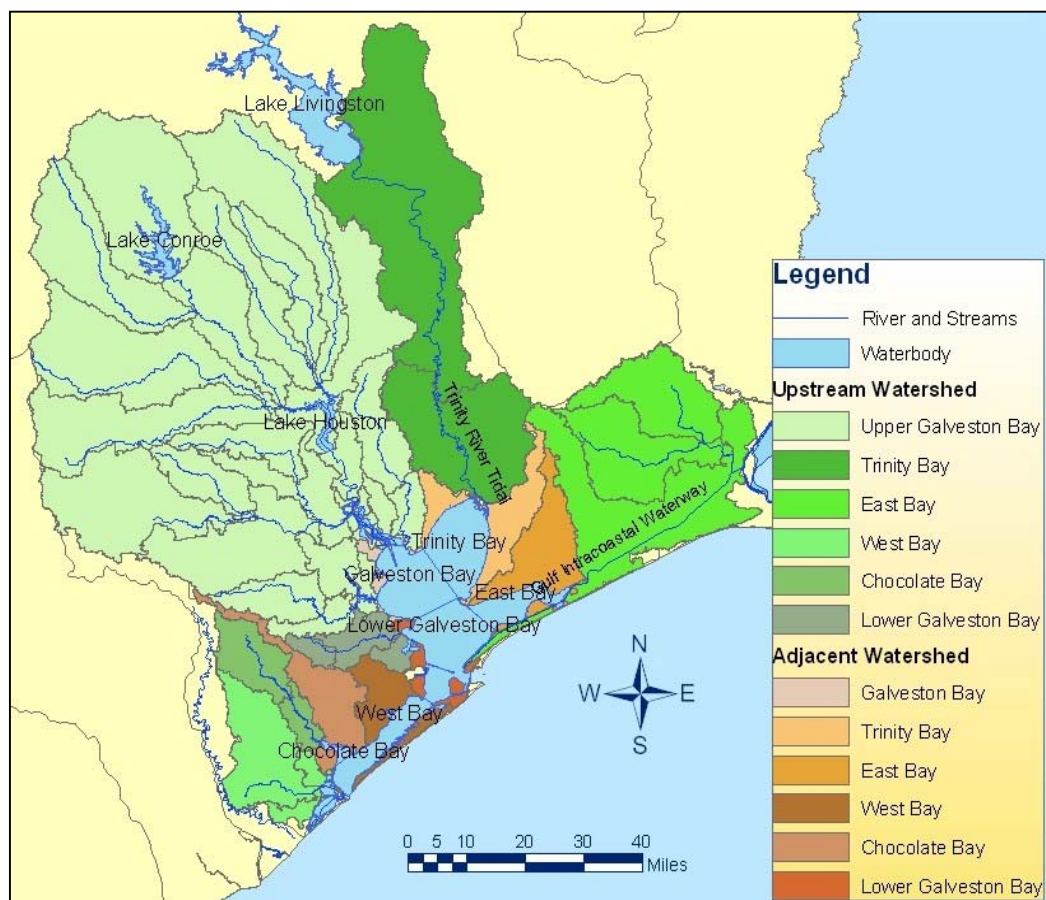 Lake Livingston
Lake Conroe
Lake Houston
Trinity River Tidal
Trinity Bay
Galveston Bay
East Bay
Gulf Intracoastal Waterway
Lower Galveston Bay
West Bay
Chocolate Bay
N
W E
S
0 5 10 20 30 40
Miles
Legend
River and Streams
Waterbody
Upstream Watershed
Upper Galveston Bay
Trinity Bay
East Bay
West Bay
Chocolate Bay
Lower Galveston Bay
Adjacent Watershed
Galveston Bay
Trinity Bay
East Bay
West Bay
Chocolate Bay
Lower Galveston Bay